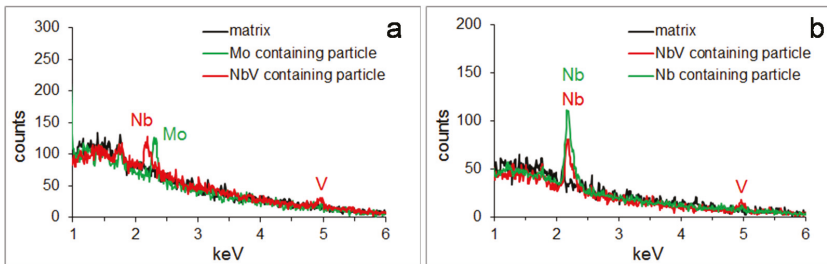 a
matrix
Mo containing particle
NbV containing particle
300
250
200
150
100
50
0
counts
Nb
Mo
V
1 2 3 4 5 6
keV
b
matrix
NbV containing particle
Nb containing particle
200
150
100
50
0
counts
Nb
Nb
V
1 2 3 4 5 6
keV